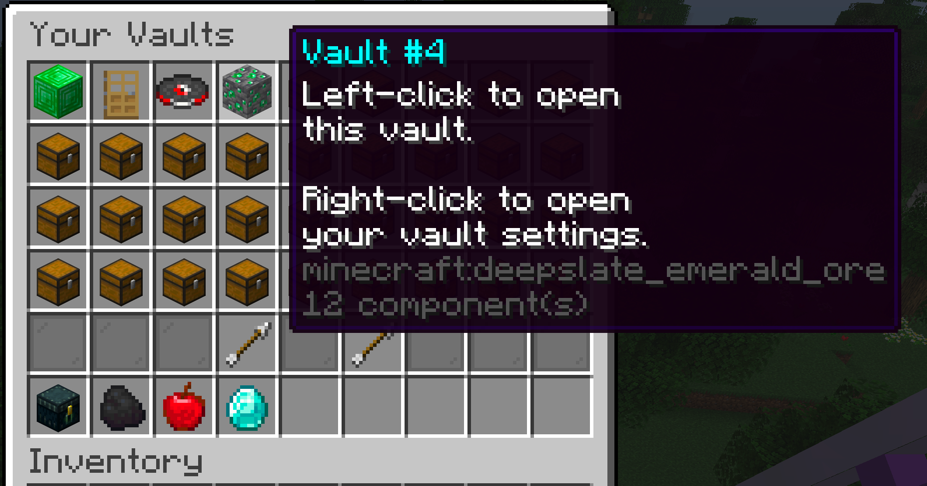 Your Vaults
Vault #4
Left-click to open
this vault.
Right-click to open
your vault settings.
minecraft:deepslate_emerald_ore
12 component(s)
Inventory